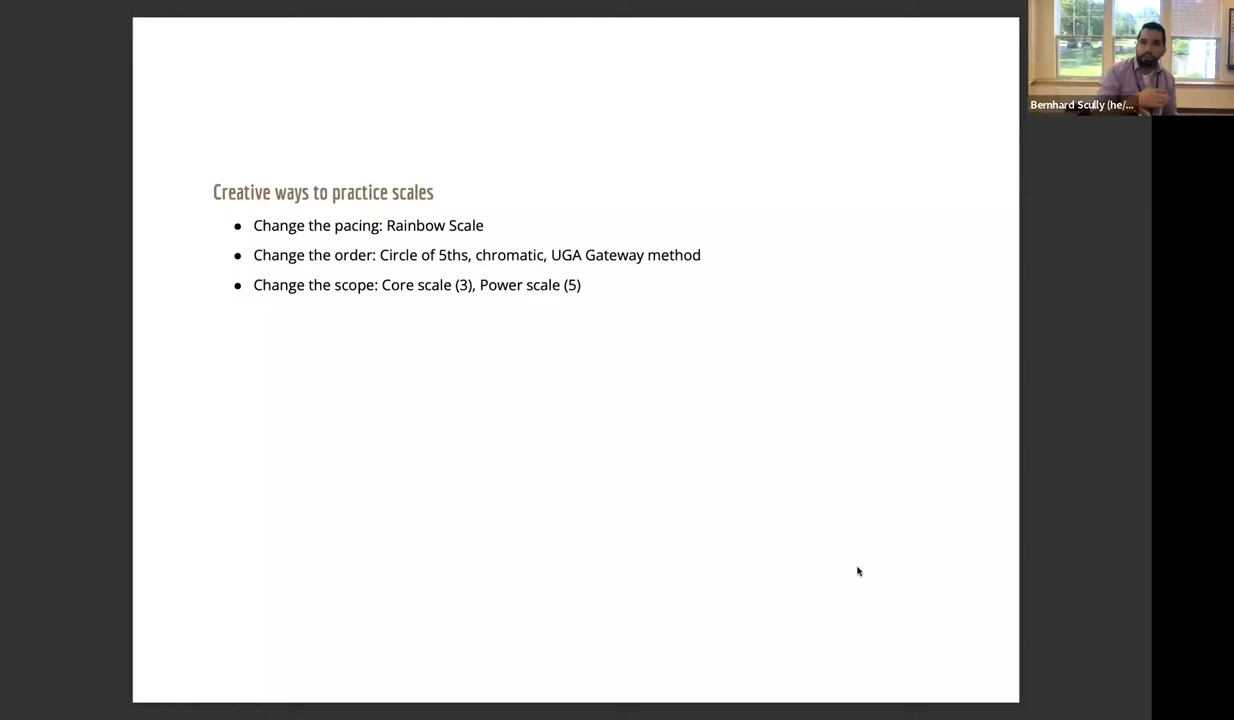 Creative ways to practice scales
● Change the pacing: Rainbow Scale
● Change the order: Circle of 5ths, chromatic, UGA Gateway method
● Change the scope: Core scale (3), Power scale (5)
Bernhard Scully (he/...